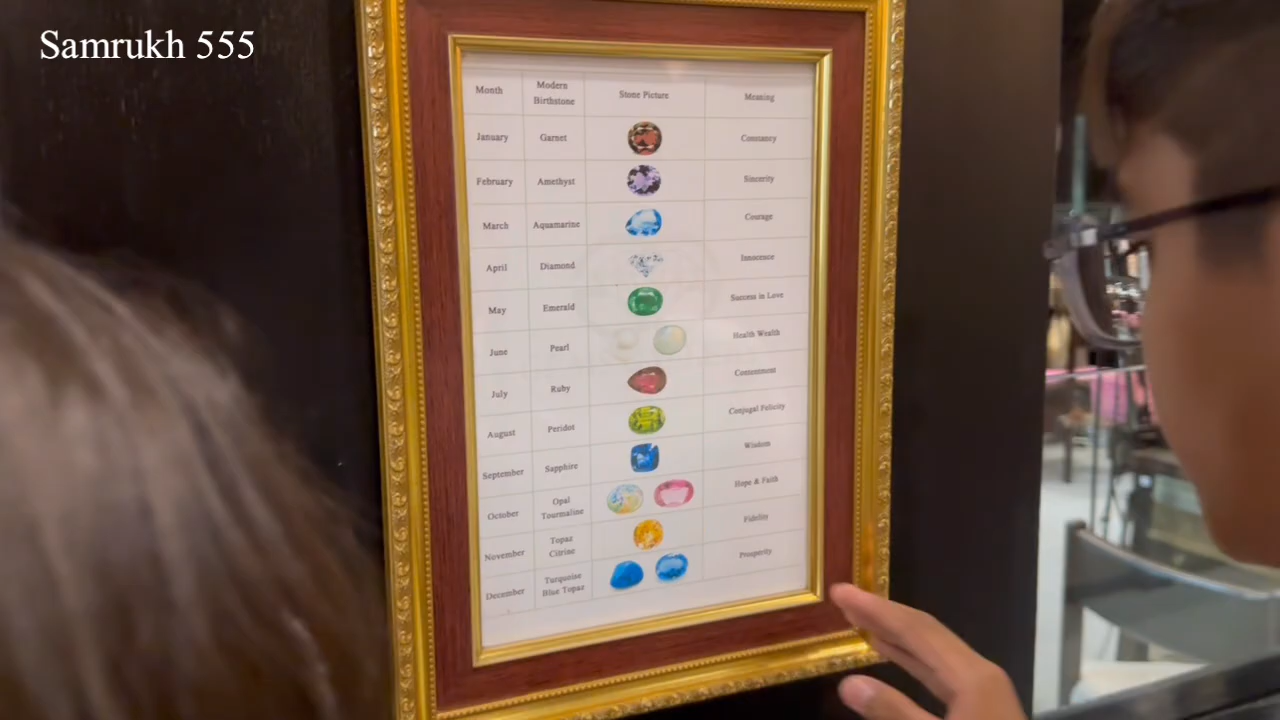 Samrukh 555
Month Modern Birthstone Stone Picture Meaning
January Garnet Constancy
February Amethyst Sincerity
March Aquamarine Courage
April Diamond Innocence
May Emerald Success in Love
June Pearl Health Wealth
July Ruby Contentment
August Peridot Conjugal Felicity
September Sapphire Wisdom
October Opal Tourmaline Hope & Faith
November Topaz Citrine Fidelity
December Turquoise Blue Topaz Prosperity